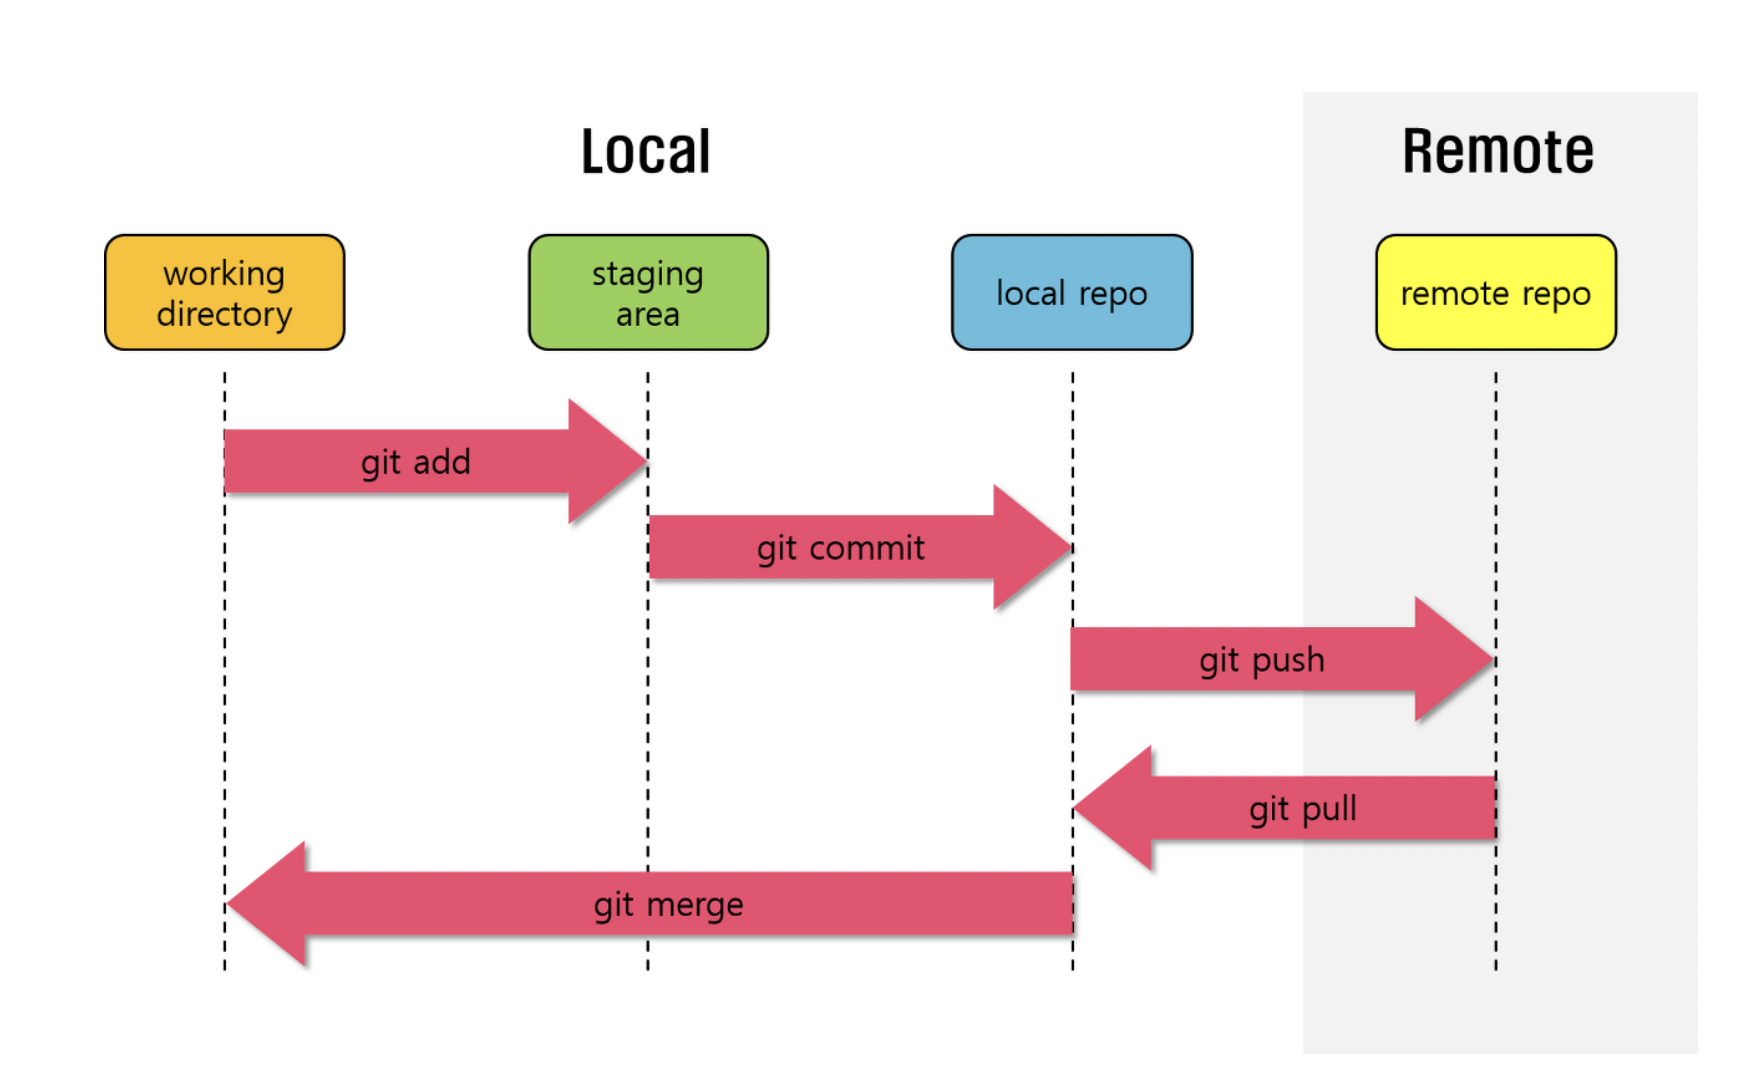 Local
Remote
working
directory
staging
area
local repo
remote repo
git add
git commit
git push
git pull
git merge